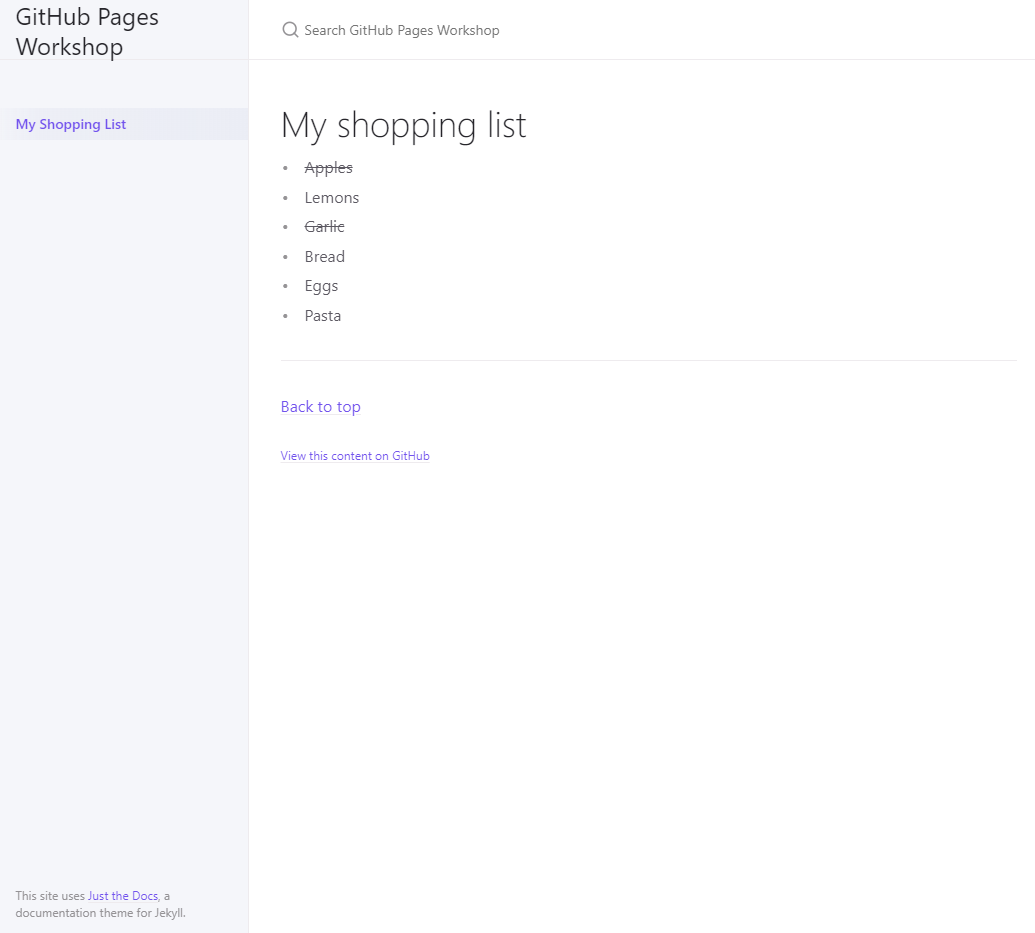 GitHub Pages
Workshop
Search GitHub Pages Workshop
My Shopping List
My shopping list
Apples
Lemons
Garlic
Bread
Eggs
Pasta
Back to top
View this content on GitHub
This site uses Just the Docs, a
documentation theme for Jekyll.